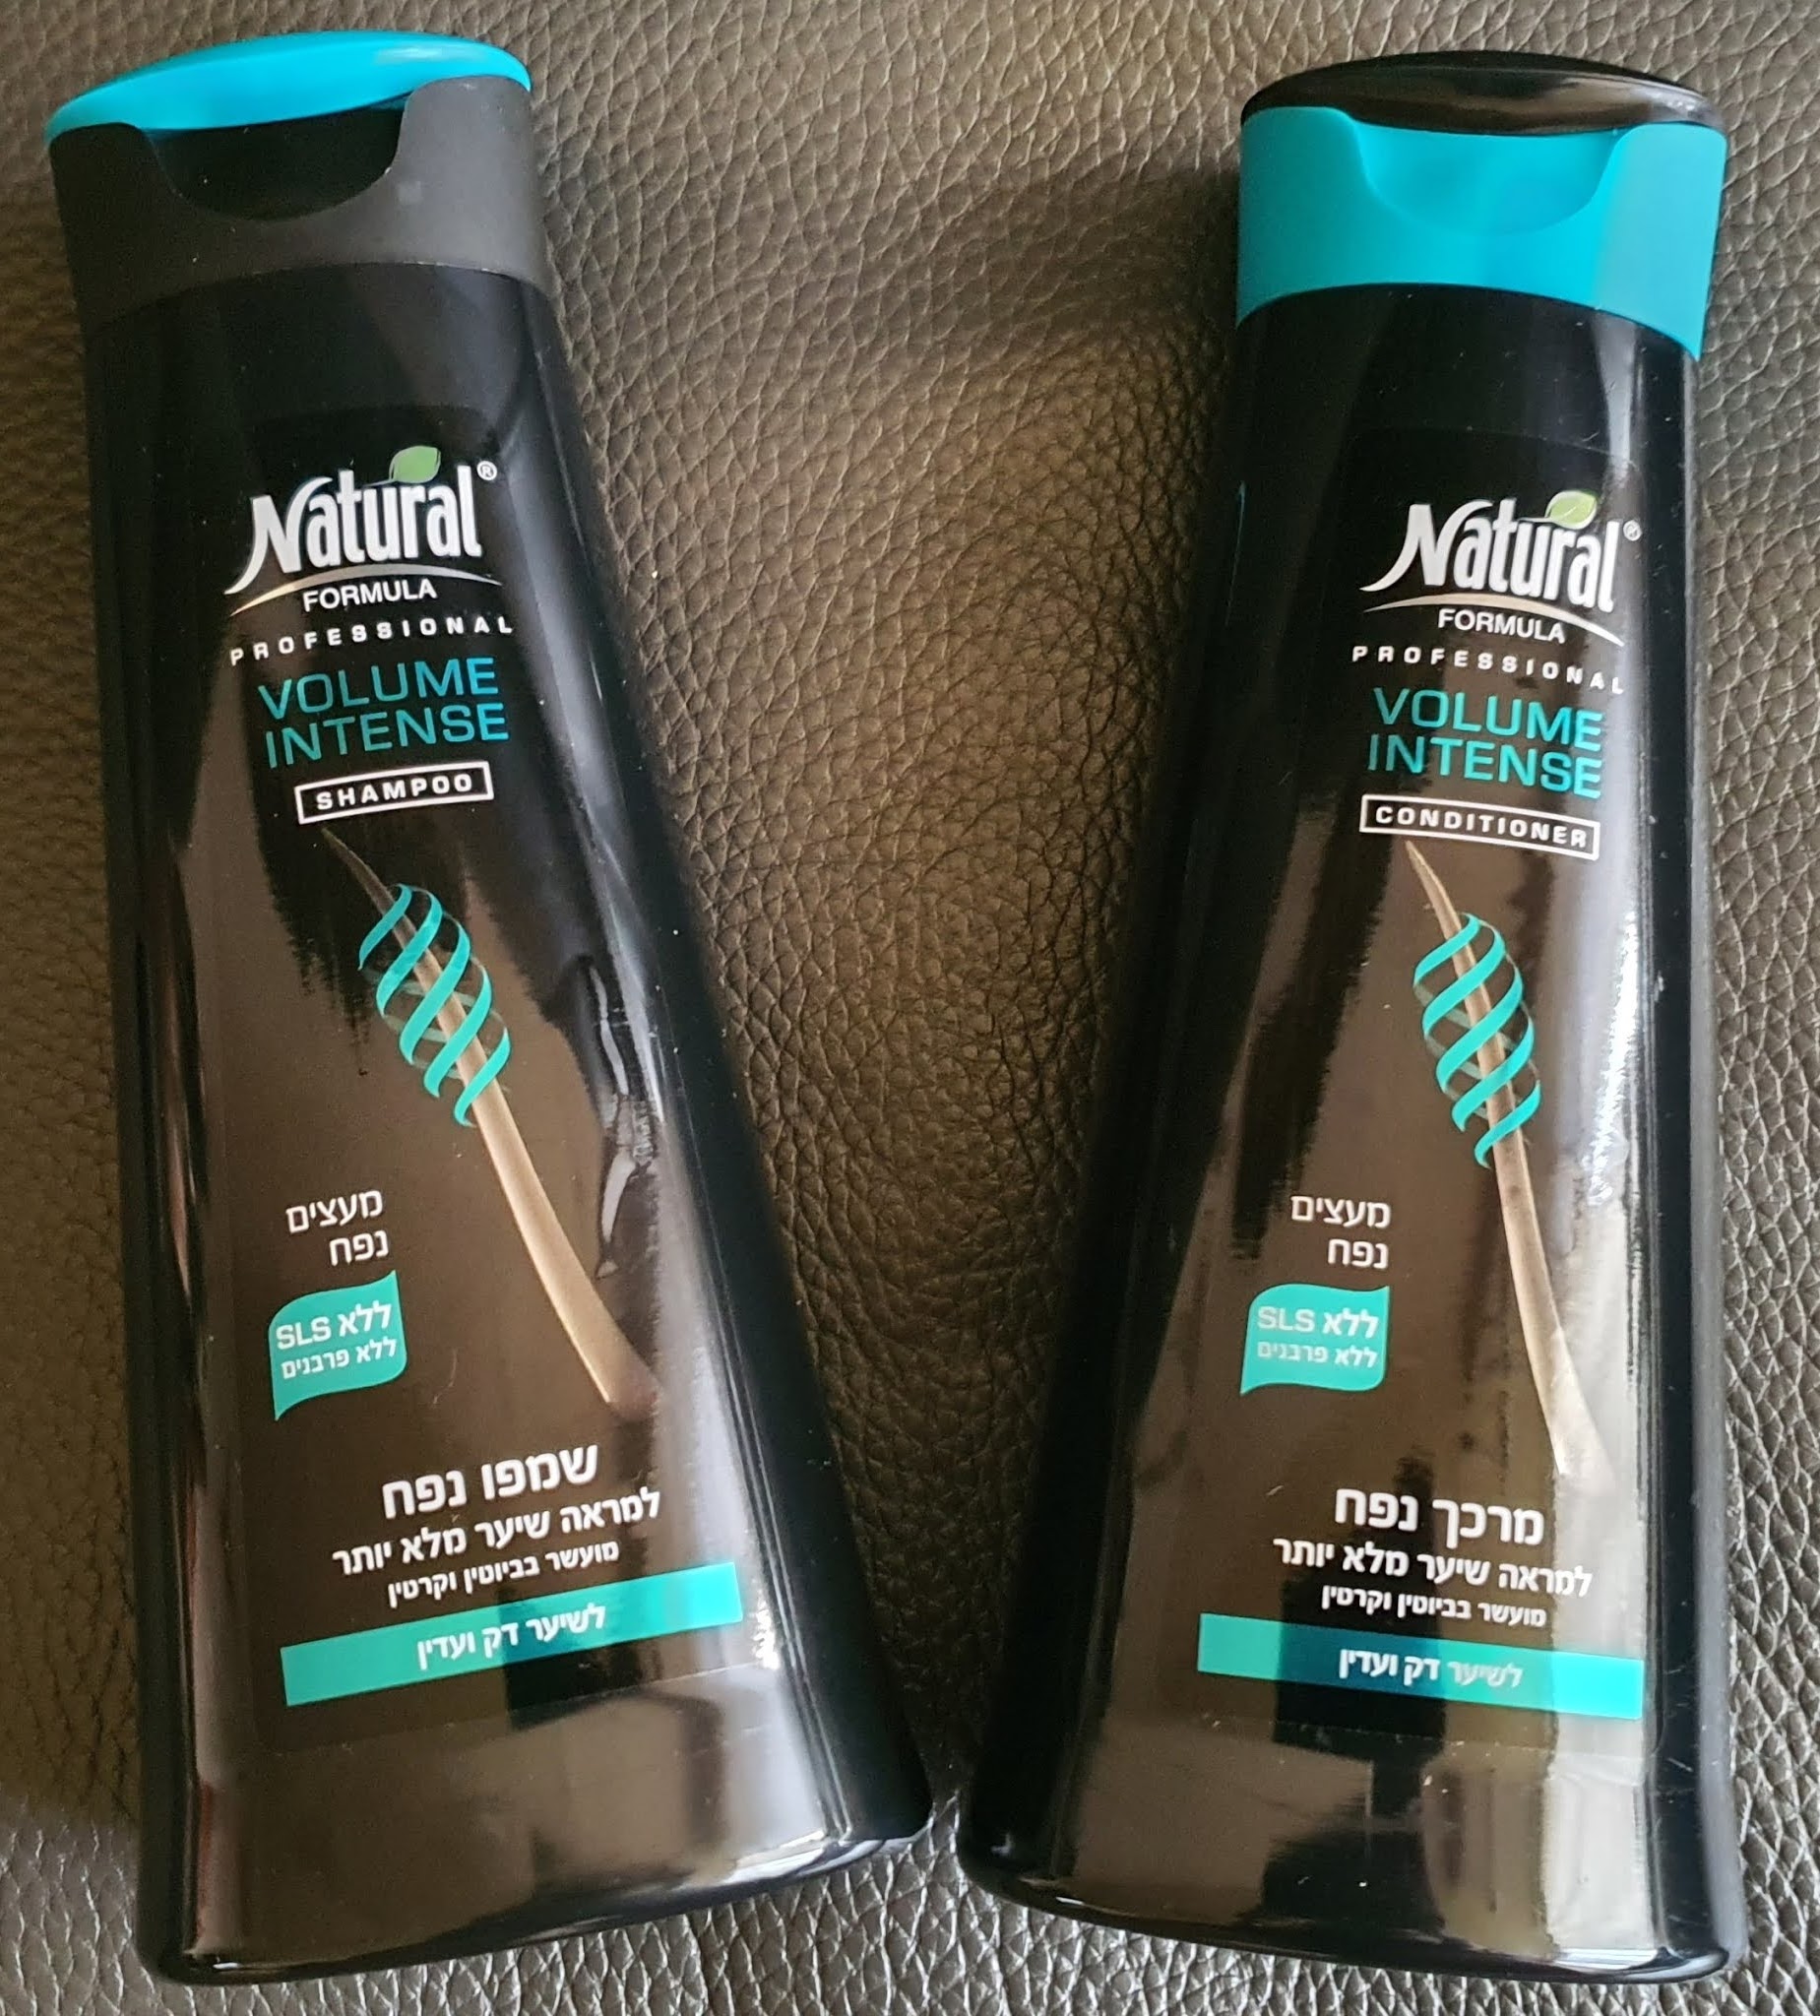 Natural®
FORMULA
PROFESSIONAL
VOLUME
INTENSE
SHAMPOO
מעצים
נפח
ללא SLS
ללא פרבנים
שמפו נפח
למראה שיער מלא יותר
מועשר בביוטין וקרטין
לשיער דק ועדין
Natural®
FORMULA
PROFESSIONAL
VOLUME
INTENSE
CONDITIONER
מעצים
נפח
ללא SLS
ללא פרבנים
מרכך נפח
למראה שיער מלא יותר
מועשר בביוטין וקרטין
לשיער דק ועדין